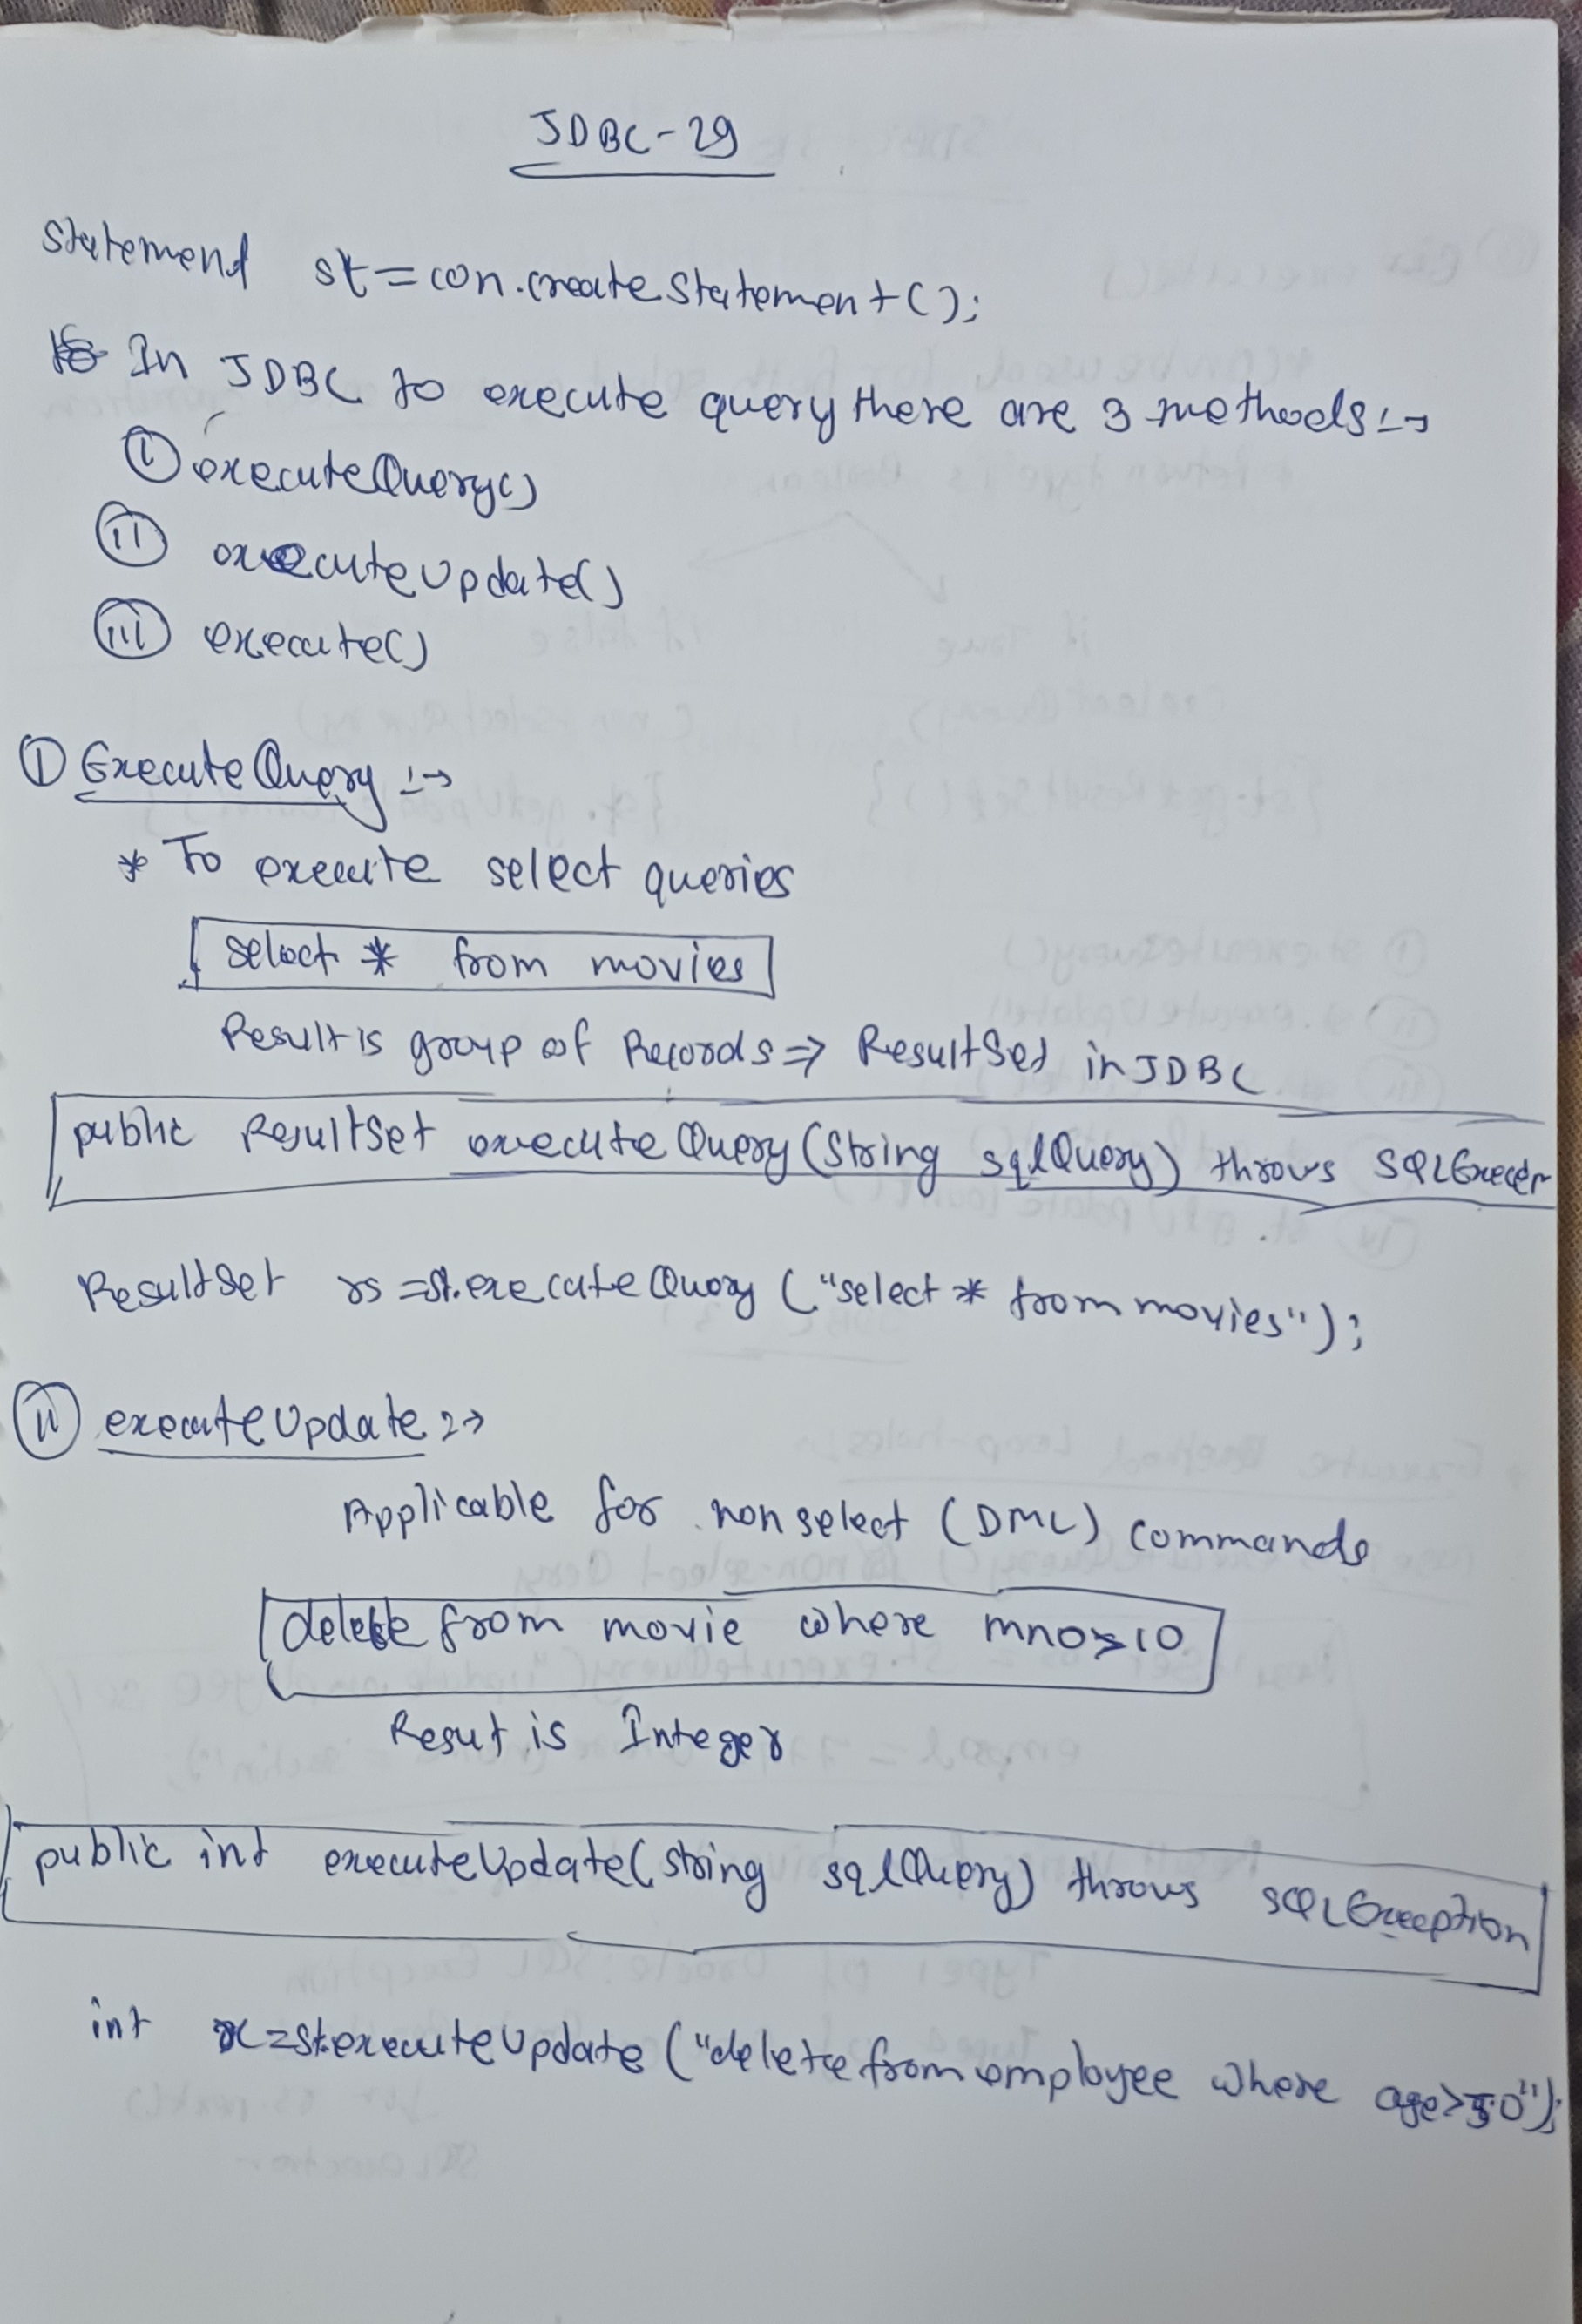 JDBC-29
Statement st=con.createStatement();
In JDBC to execute query there are 3 methods:→
(i) executeQuery()
(ii) executeUpdate()
(iii) execute()
(i) ExecuteQuery :→
* To execute select queries
select * from movies
Result is group of Records ⇒ ResultSet in JDBC
public ResultSet executeQuery(String sqlQuery) throws
ResultSet rs=st.executeQuery ("select * from movies");
(ii) executeUpdate :→
Applicable for non select (DML) commands
delete from movie where mno>10
Resut is Integer
public int executeUpdate(string sqlQuery) throws SQLException
int x=st.executeUpdate ("delete from employee where age>50");